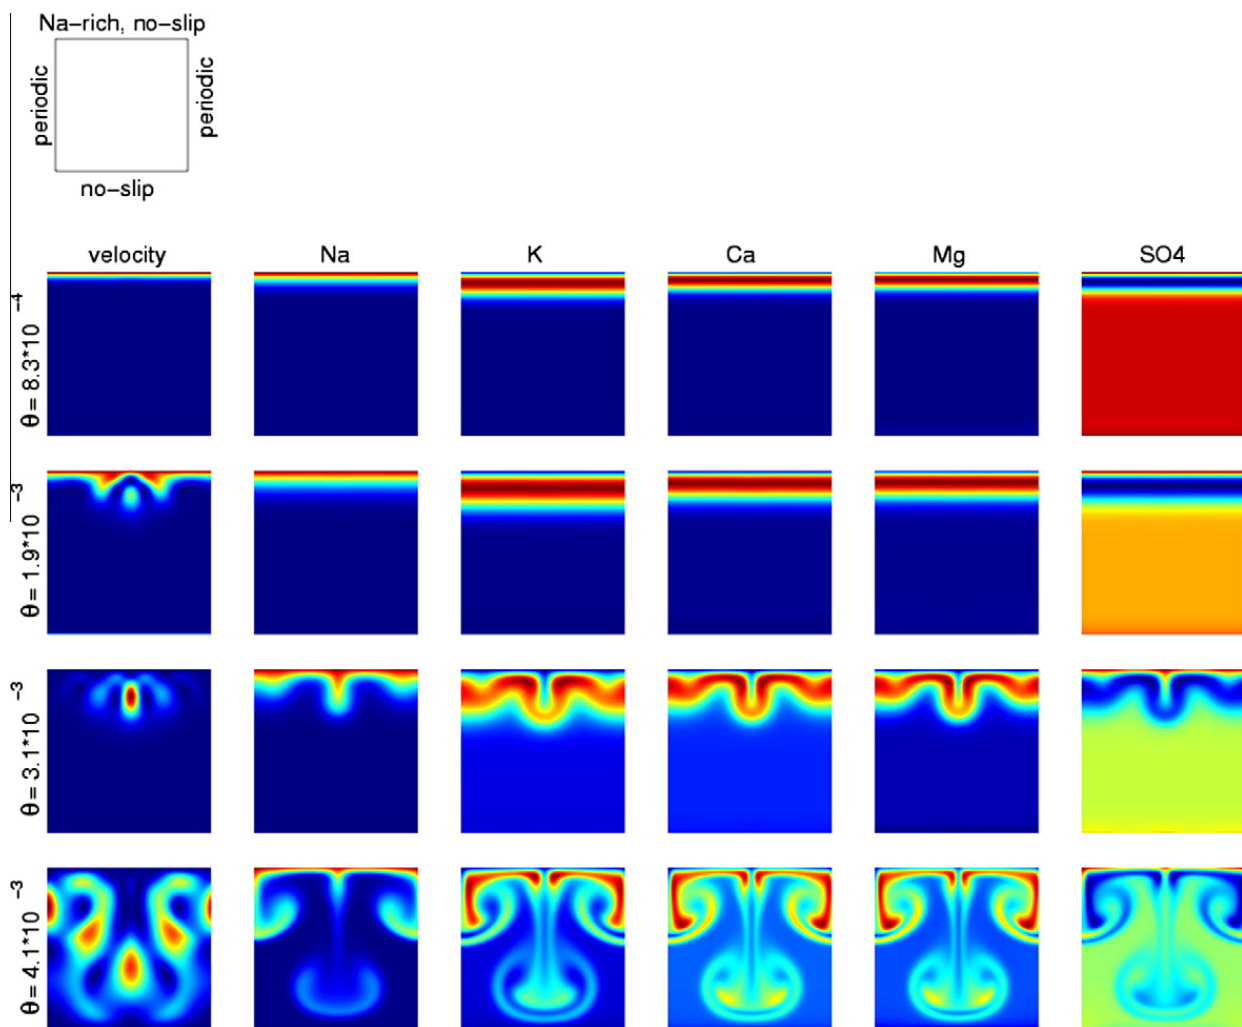 Na−rich, no−slip
periodic
periodic
no−slip
velocity Na K Ca Mg SO4
θ = 8.3*10 −4
θ = 1.9*10 −3
θ = 3.1*10 −3
θ = 4.1*10 −3